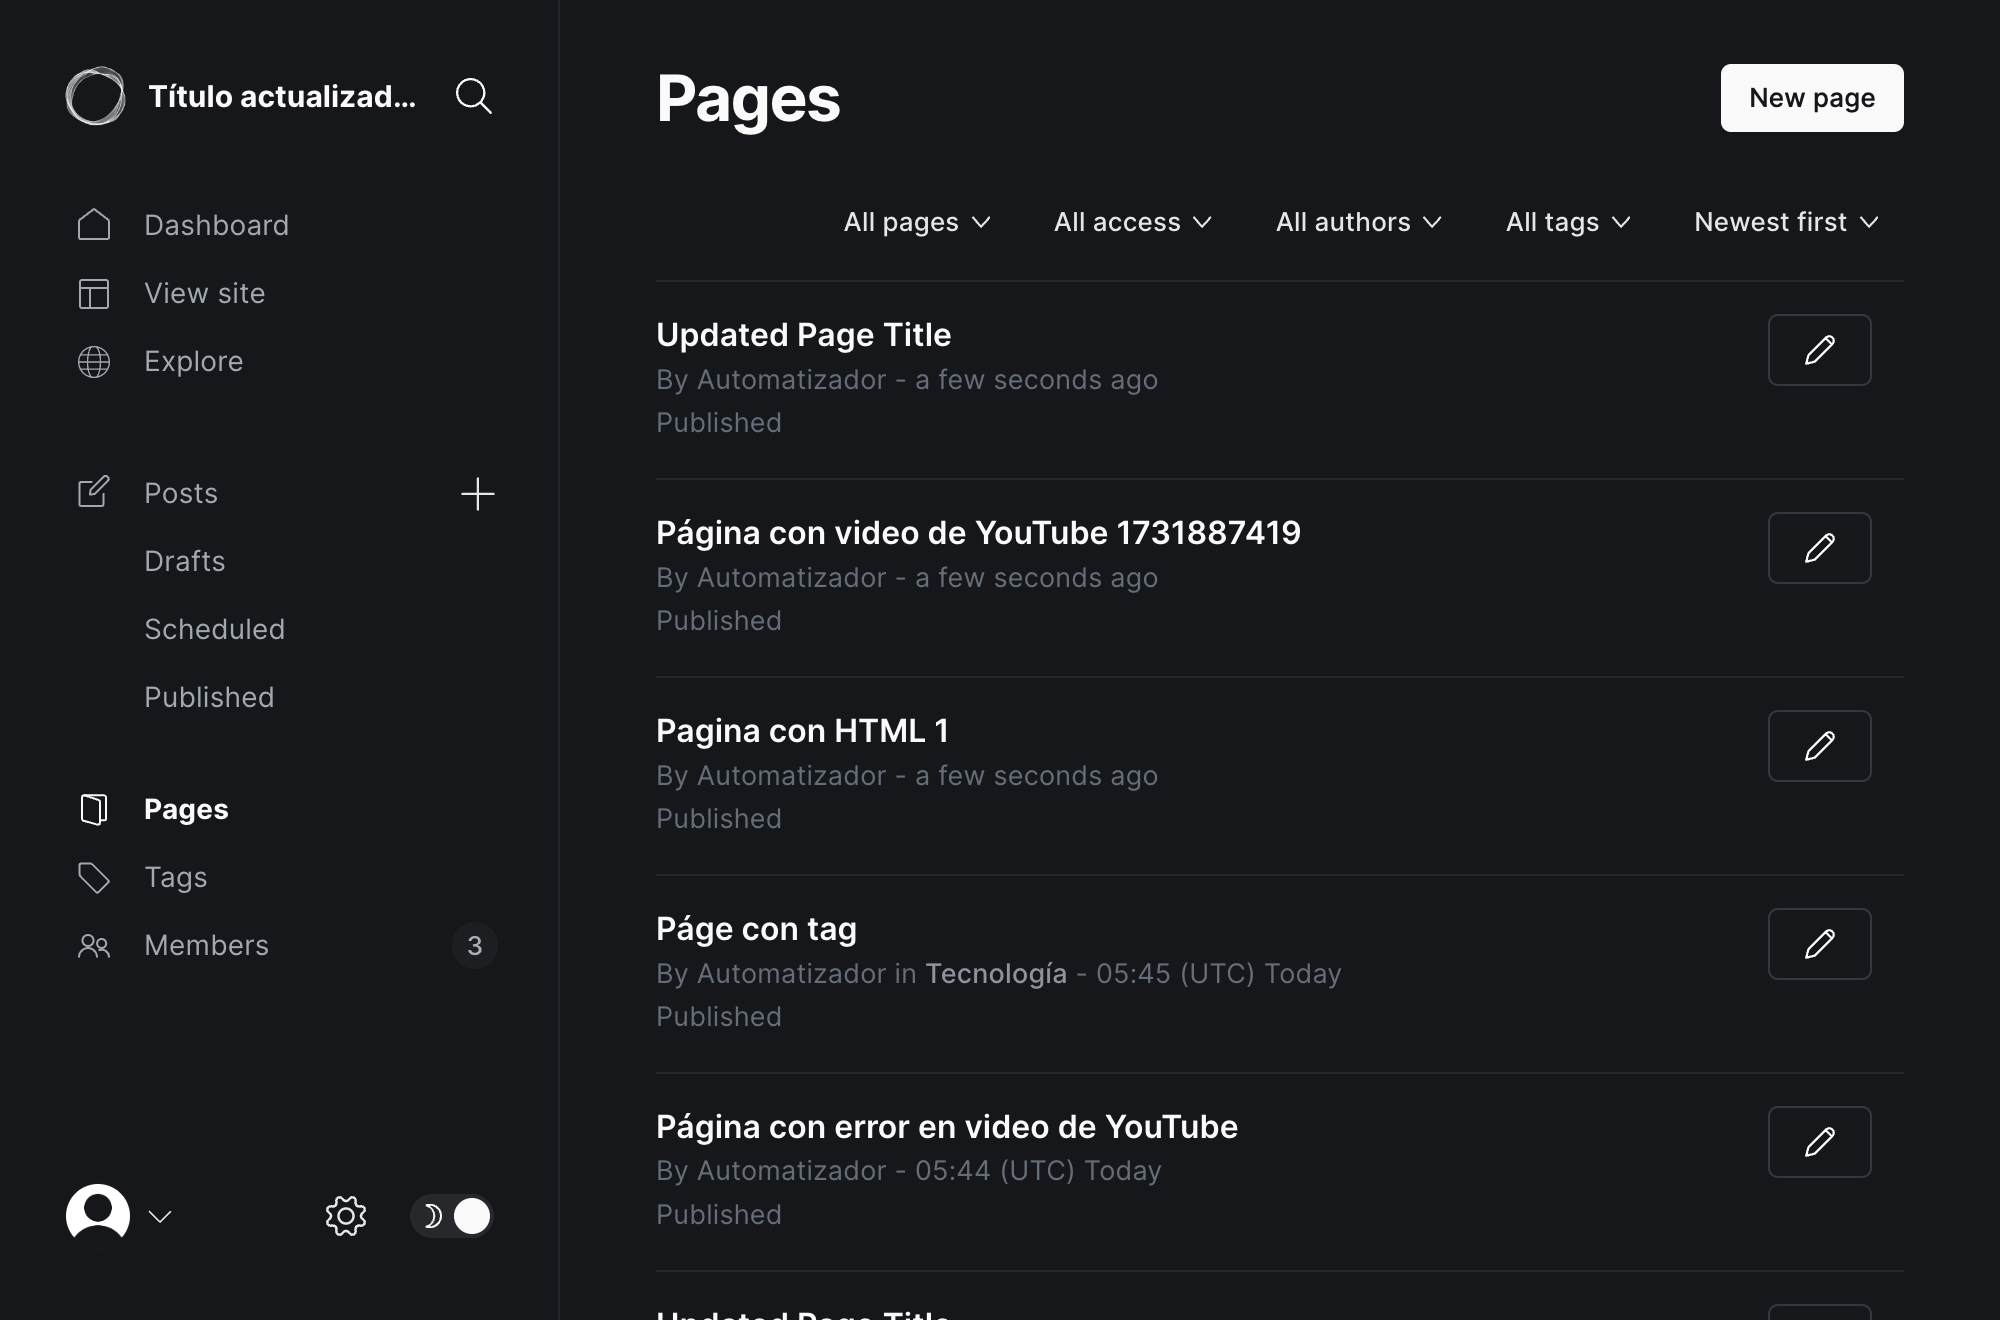 Título actualizad...
Dashboard
View site
Explore
Posts
Drafts
Scheduled
Published
Pages
Tags
Members 3
Pages
New page
All pages All access All authors All tags Newest first
Updated Page Title
By Automatizador - a few seconds ago
Published
Página con video de YouTube 1731887419
By Automatizador - a few seconds ago
Published
Pagina con HTML 1
By Automatizador - a few seconds ago
Published
Páge con tag
By Automatizador in Tecnología - 05:45 (UTC) Today
Published
Página con error en video de YouTube
By Automatizador - 05:44 (UTC) Today
Published
Updated Page Title